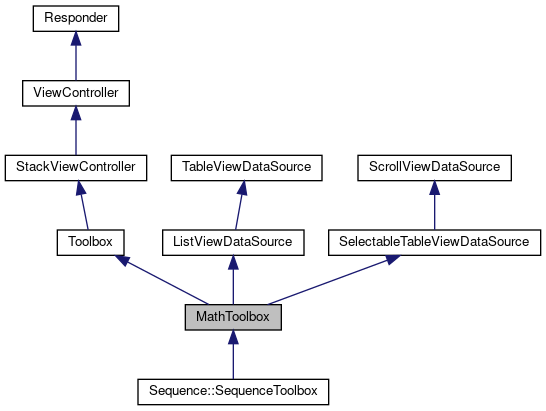 Responder
ViewController
StackViewController
TableViewDataSource
ScrollViewDataSource
Toolbox
ListViewDataSource
SelectableTableViewDataSource
MathToolbox
Sequence::SequenceToolbox